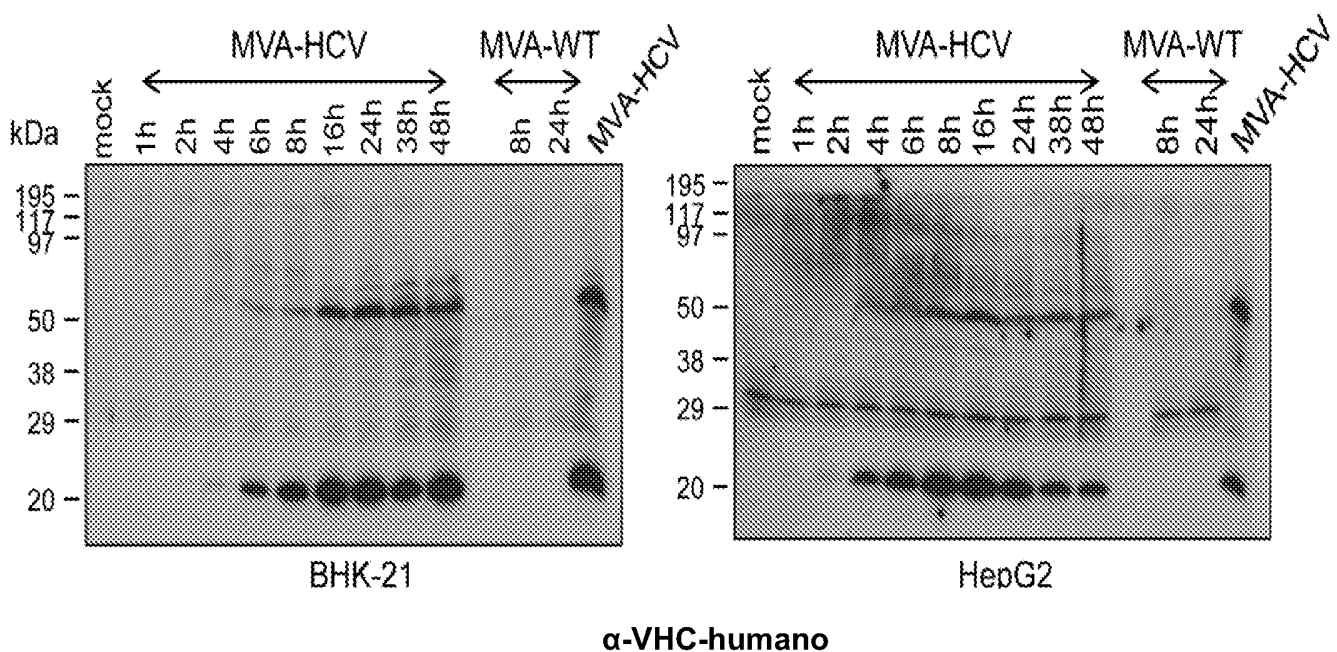 MVA-HCV MVA-WT MVA-HCV MVA-HCV MVA-WT MVA-HCV
kDa mock 1h 2h 4h 6h 8h 16h 24h 38h 48h 8h 24h mock 1h 2h 4h 6h 8h 16h 24h 38h 48h 8h 24h
195 195
117 117
97 97
50 50
38 38
29 29
20 20
BHK-21 HepG2
α-VHC-humano